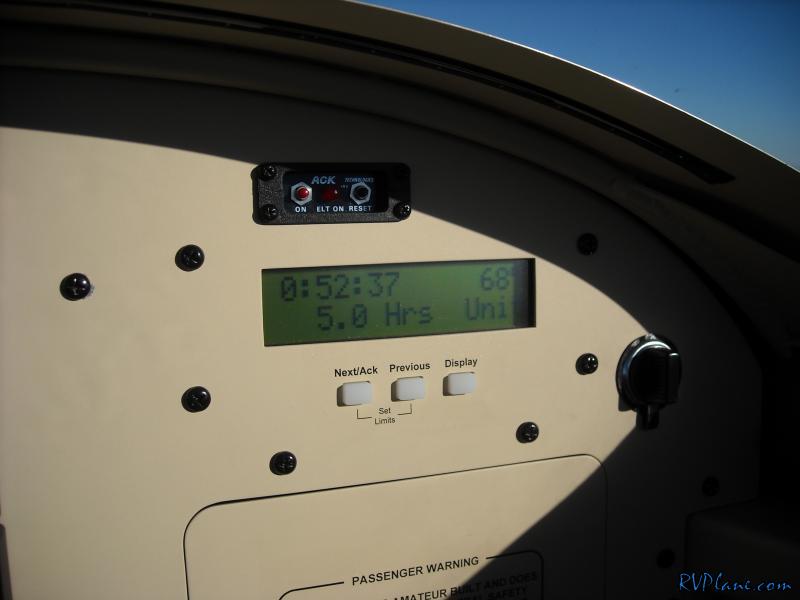 ACK TECHNOLOGIES
ON ELT ON RESET
0:52:37 68°
5.0 Hrs Uni
Next/Ack Previous Display
Set
Limits
PASSENGER WARNING
AMATEUR BUILT AND DOES
SAFETY
RVPlane.com